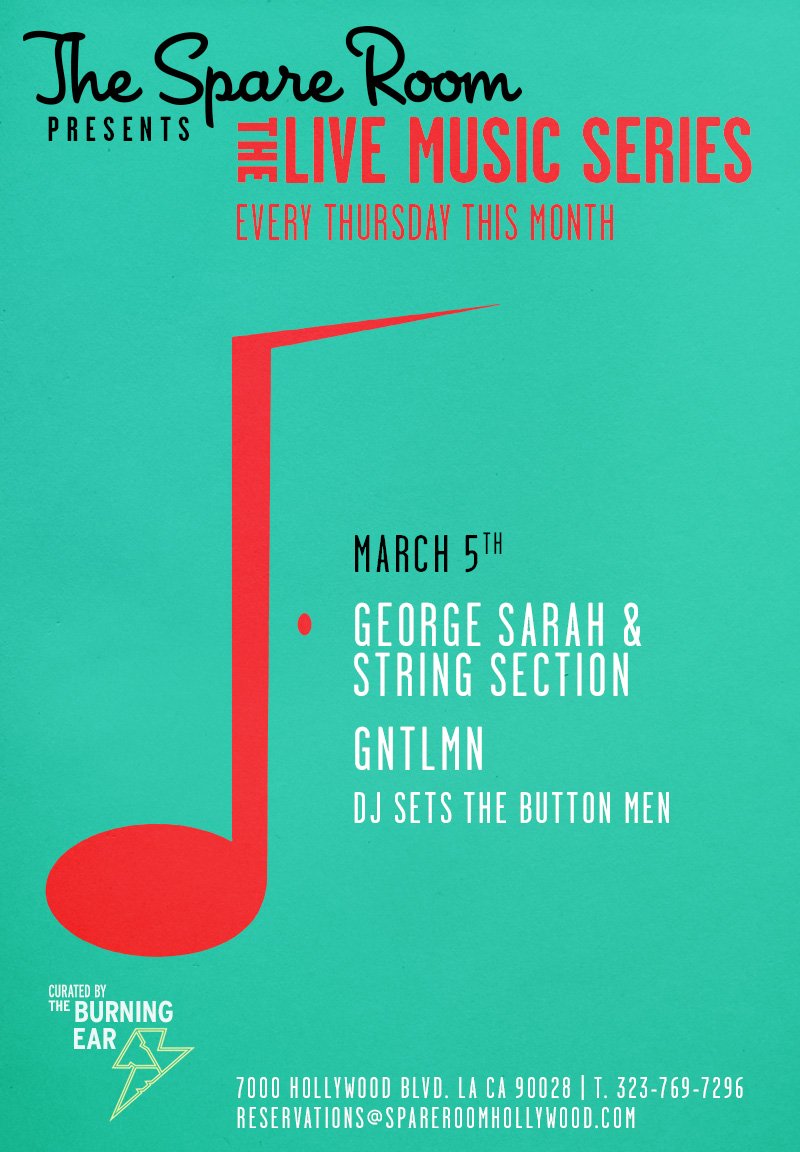 The Spare Room
PRESENTS
THE LIVE MUSIC SERIES
EVERY THURSDAY THIS MONTH
MARCH 5TH
GEORGE SARAH &
STRING SECTION
GNTLMN
DJ SETS THE BUTTON MEN
CURATED BY
THE BURNING
EAR
7000 HOLLYWOOD BLVD. LA CA 90028 | T. 323-769-7296
RESERVATIONS@SPAREROOMHOLLYWOOD.COM